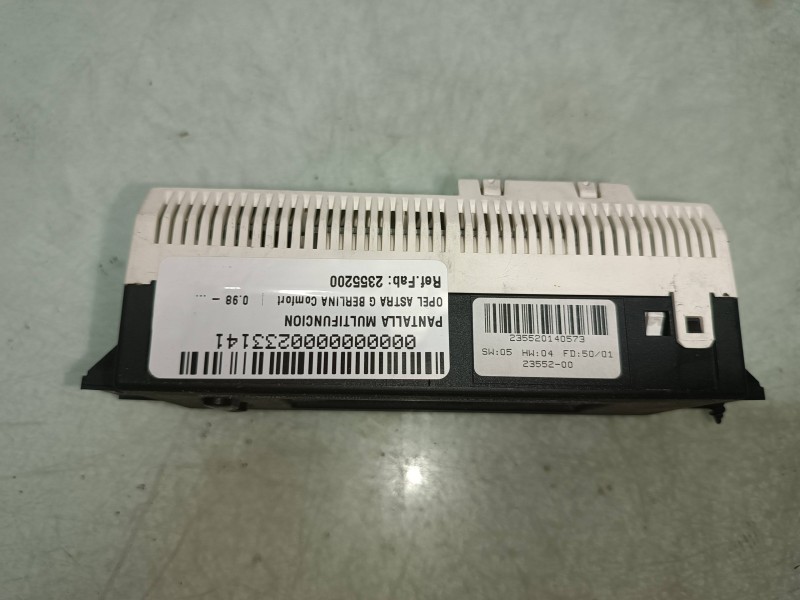 0000000000233141
PANTALLA MULTIFUNCION
OPEL ASTRA G BERLINA Comfort | 0.98 - ...
Ref.Fab: 2355200
235520140573
SW:05 HW:04 FD:50/01
23552-00